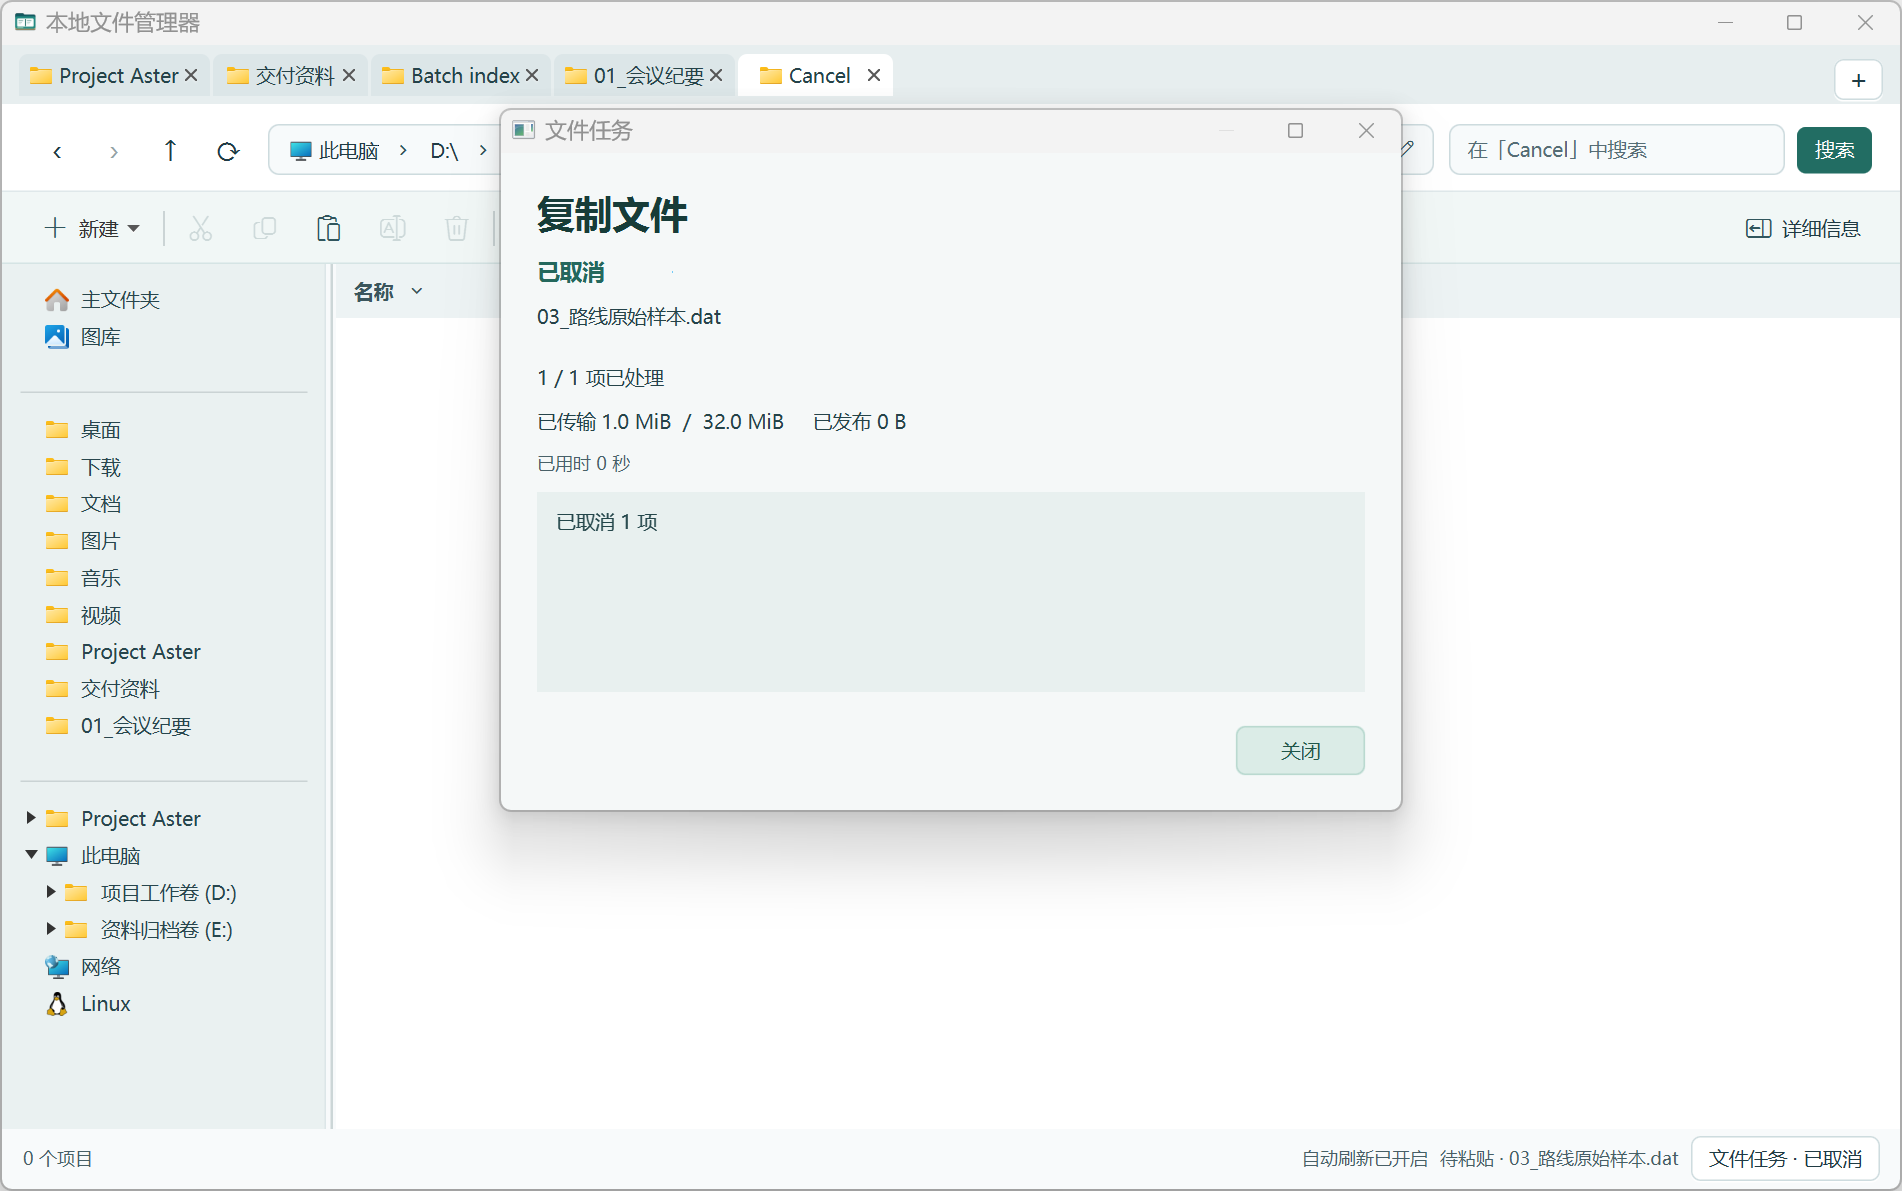 本地文件管理器
Project Aster
交付资料
Batch index
01_会议纪要
Cancel
此电脑 › D:\ ›
在「Cancel」中搜索
搜索
新建
详细信息
主文件夹
图库
桌面
下载
文档
图片
音乐
视频
Project Aster
交付资料
01_会议纪要
Project Aster
此电脑
项目工作卷 (D:)
资料归档卷 (E:)
网络
Linux
名称
文件任务
复制文件
已取消
03_路线原始样本.dat
1 / 1 项已处理
已传输 1.0 MiB / 32.0 MiB 已发布 0 B
已用时 0 秒
已取消 1 项
关闭
0 个项目
自动刷新已开启 待粘贴 · 03_路线原始样本.dat
文件任务 · 已取消